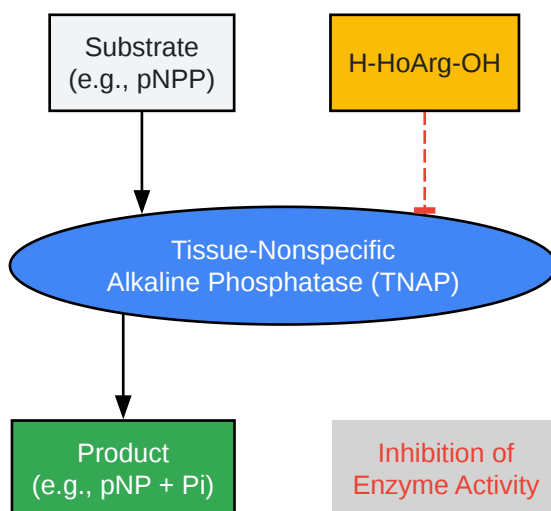 Substrate
(e.g., pNPP)
H-HoArg-OH
Tissue-Nonspecific
Alkaline Phosphatase (TNAP)
Product
(e.g., pNP + Pi)
Inhibition of
Enzyme Activity